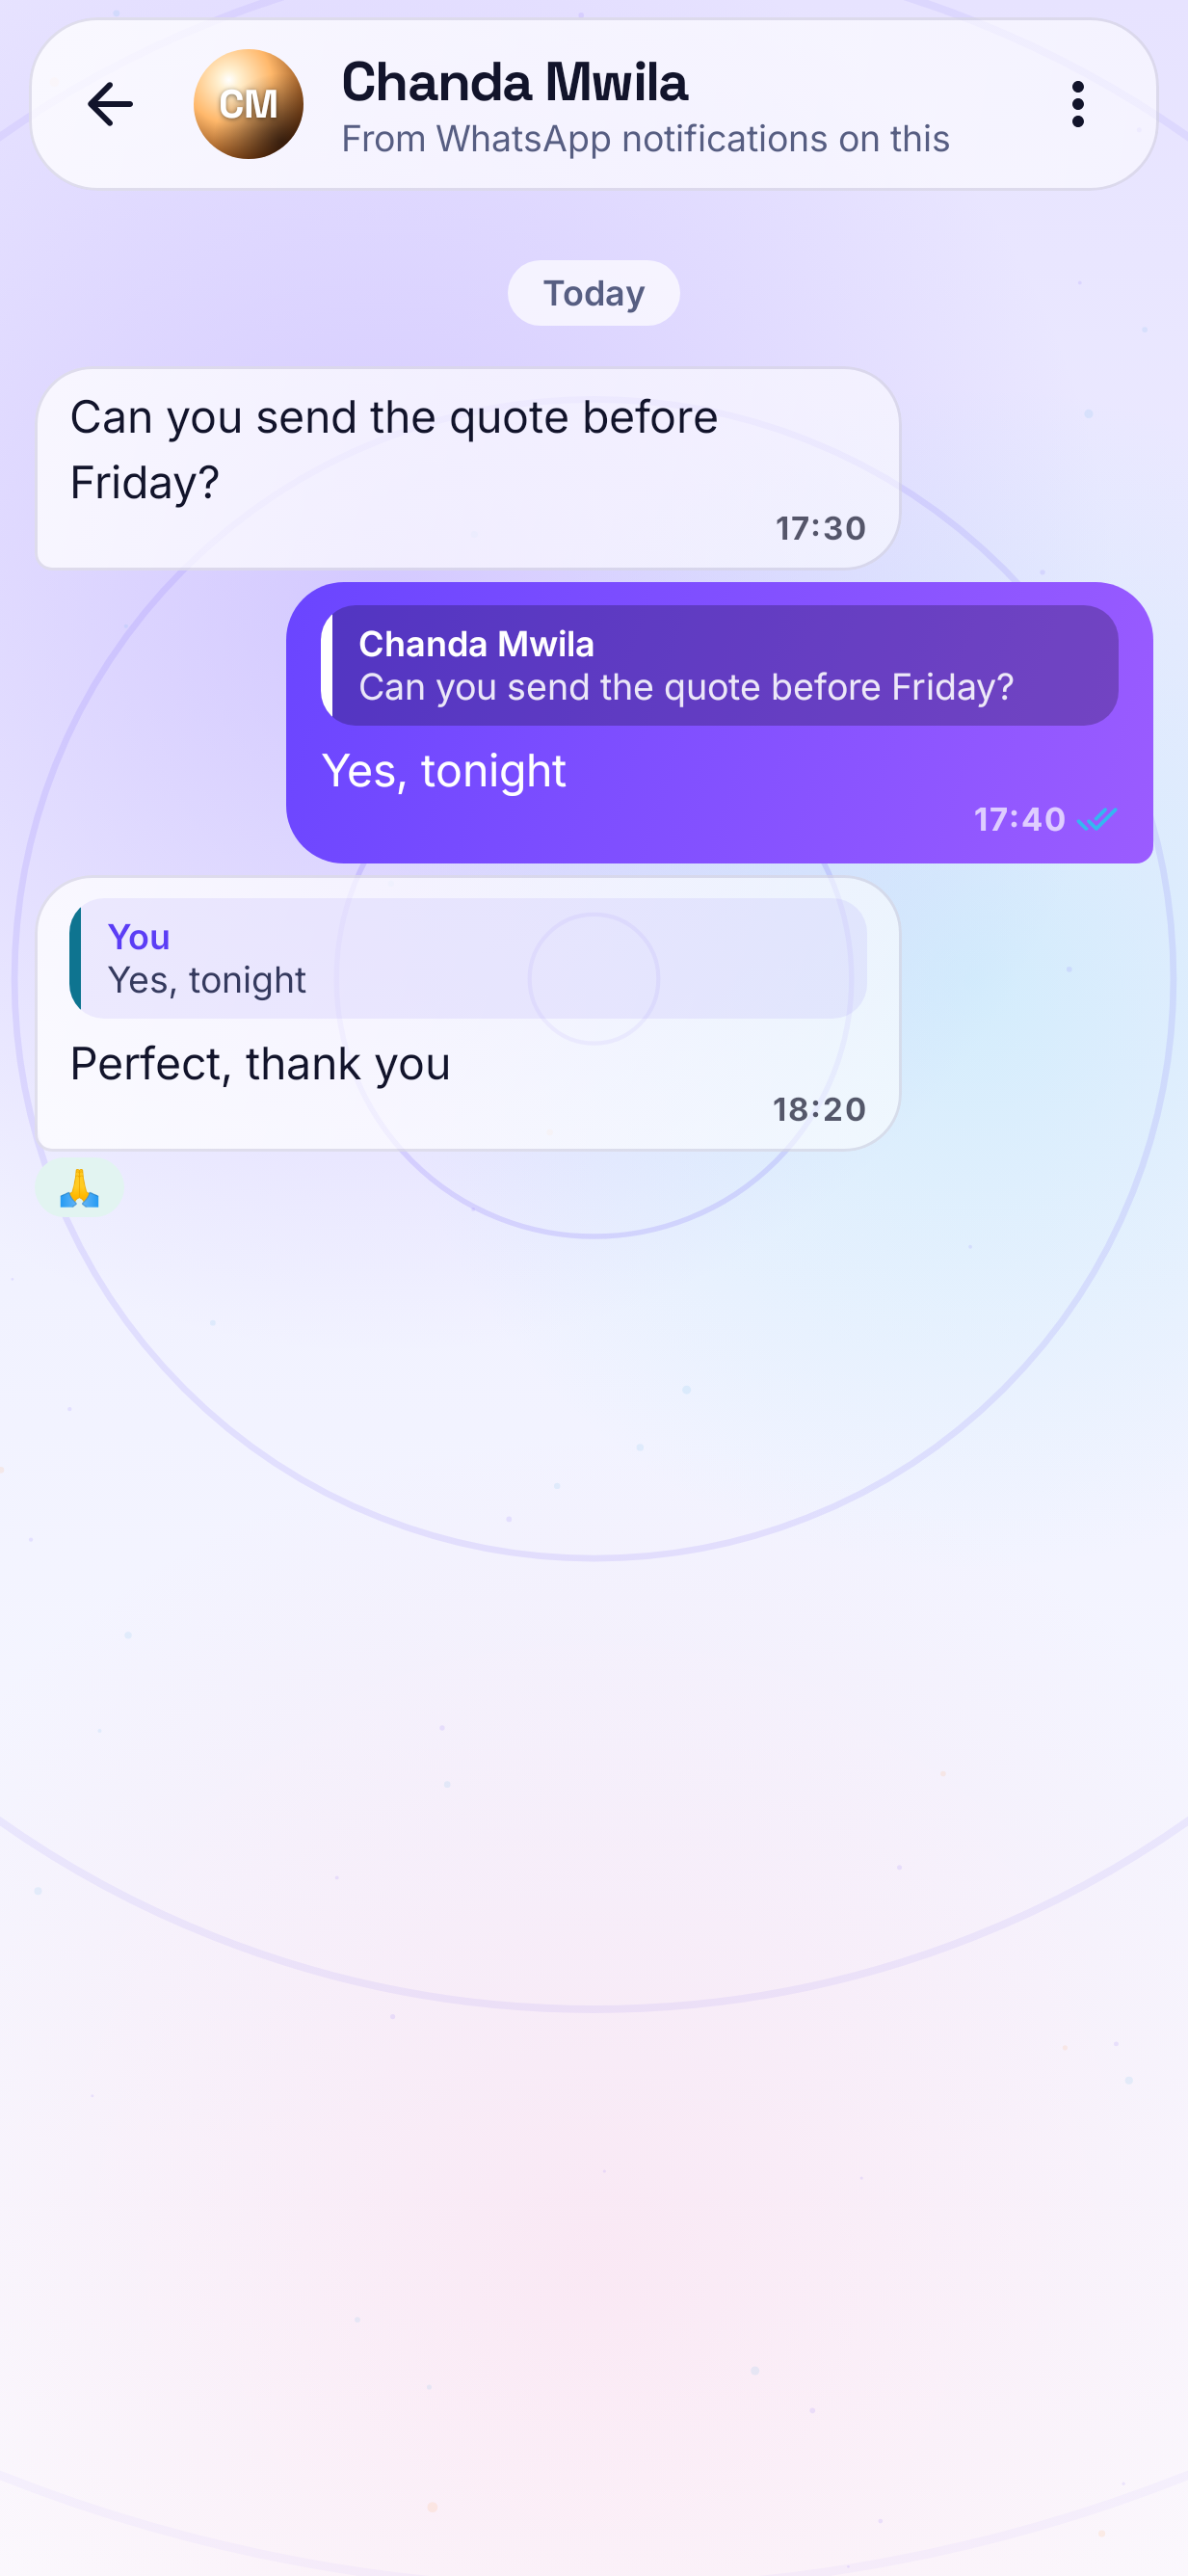 CM
Chanda Mwila
From WhatsApp notifications on this
Today
Can you send the quote before
Friday?
17:30
Chanda Mwila
Can you send the quote before Friday?
Yes, tonight
17:40
You
Yes, tonight
Perfect, thank you
18:20
🙏